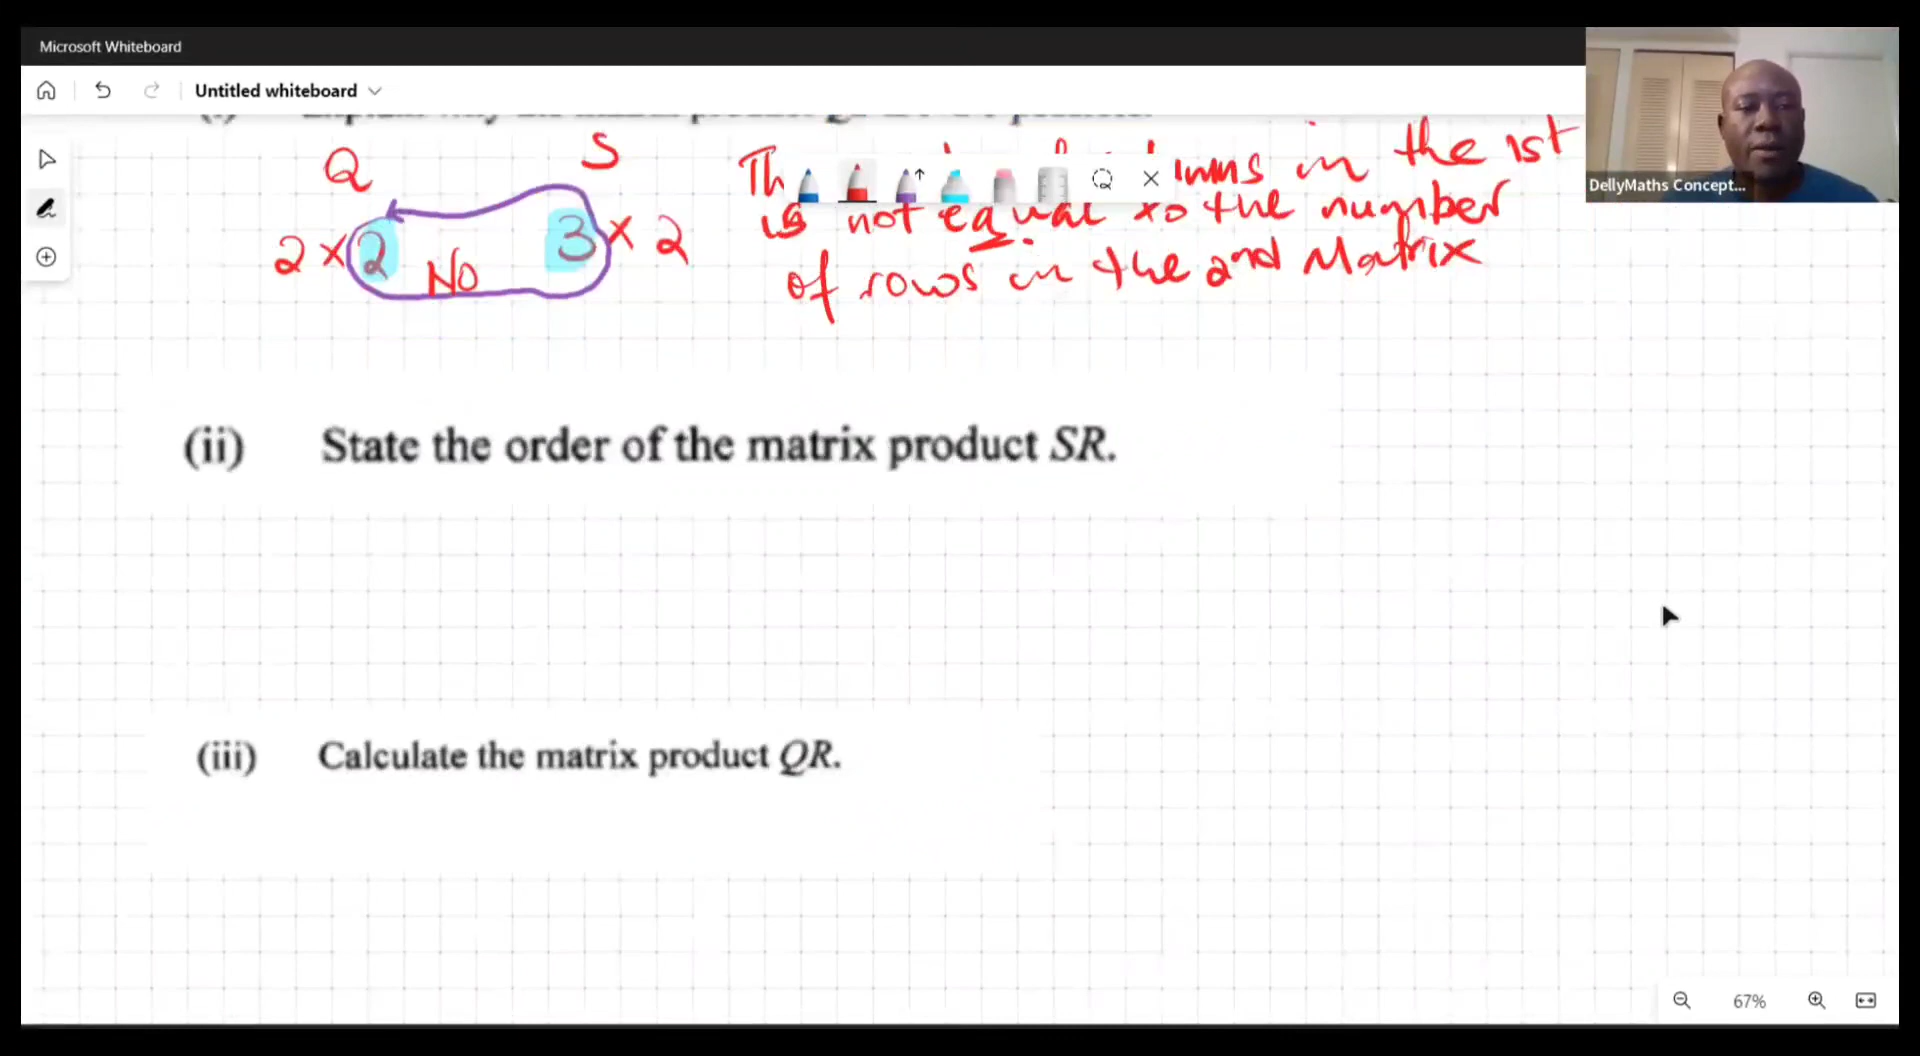 Microsoft Whiteboard
Untitled whiteboard
DellyMaths Concept...
Q
S
2 × 2 No 3 × 2
in the 1st
is not equal to the number
of rows in the 2nd Matrix
(ii) State the order of the matrix product SR.
(iii) Calculate the matrix product QR.
67%